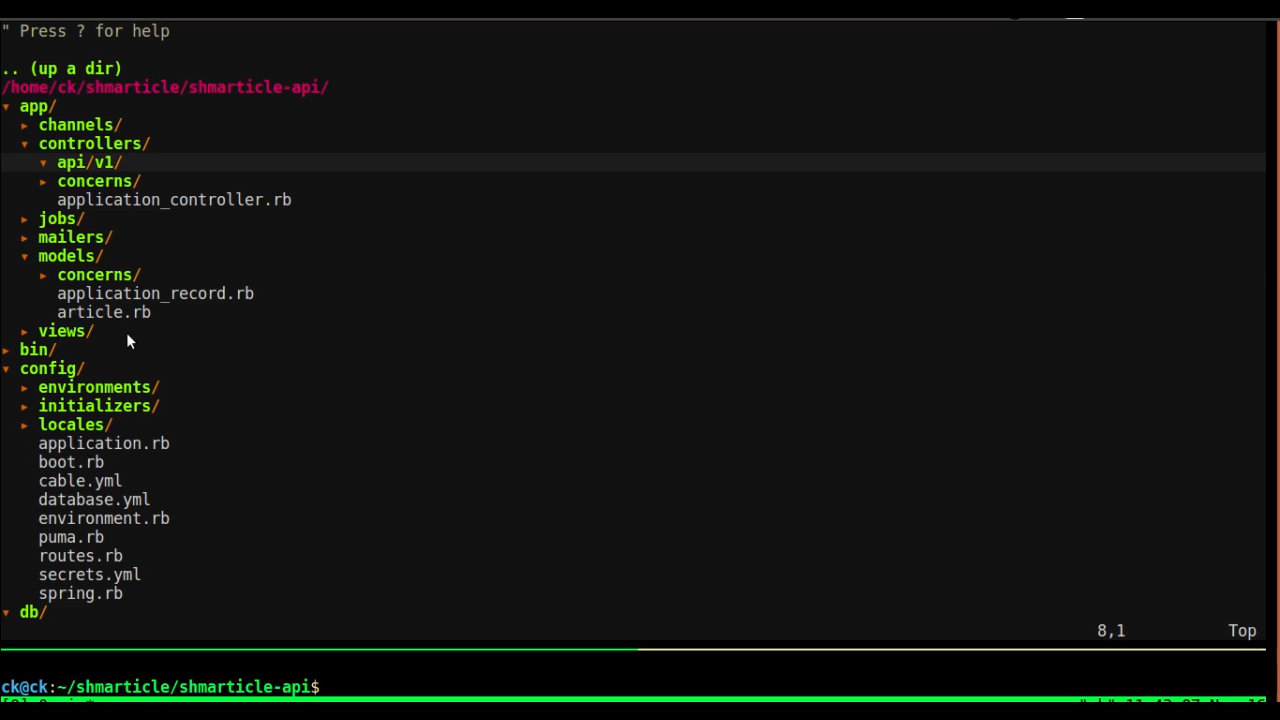 " Press ? for help
.. (up a dir)
/home/ck/shmarticle/shmarticle-api/
▾ app/
▸ channels/
▾ controllers/
▾ api/v1/
▸ concerns/
application_controller.rb
▸ jobs/
▸ mailers/
▾ models/
▸ concerns/
application_record.rb
article.rb
▸ views/
▸ bin/
▾ config/
▸ environments/
▸ initializers/
▸ locales/
application.rb
boot.rb
cable.yml
database.yml
environment.rb
puma.rb
routes.rb
secrets.yml
spring.rb
▾ db/
8,1 Top
ck@ck:~/shmarticle/shmarticle-api$